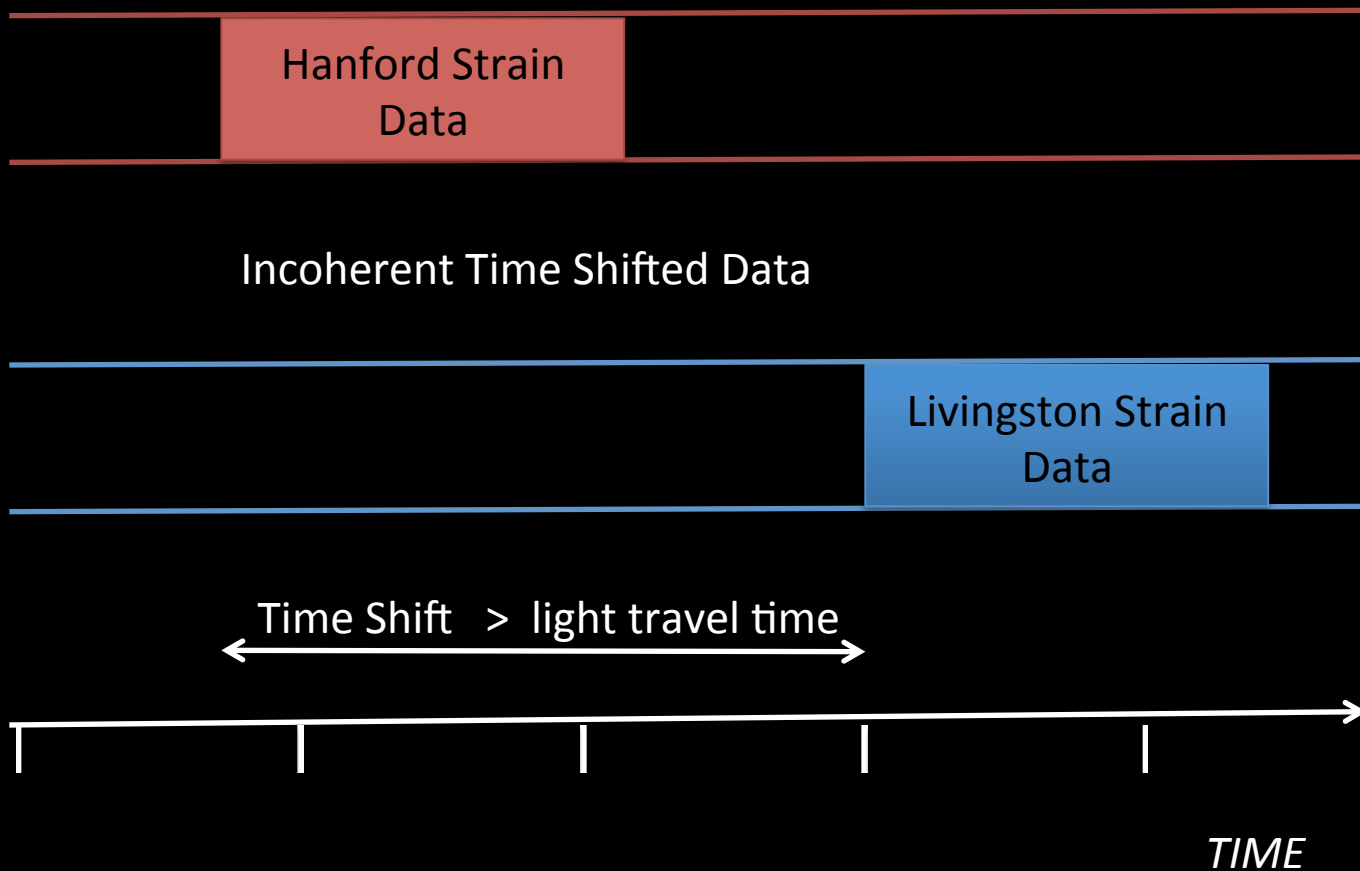 Hanford Strain
Data
Incoherent Time Shifted Data
Livingston Strain
Data
Time Shift > light travel time
TIME